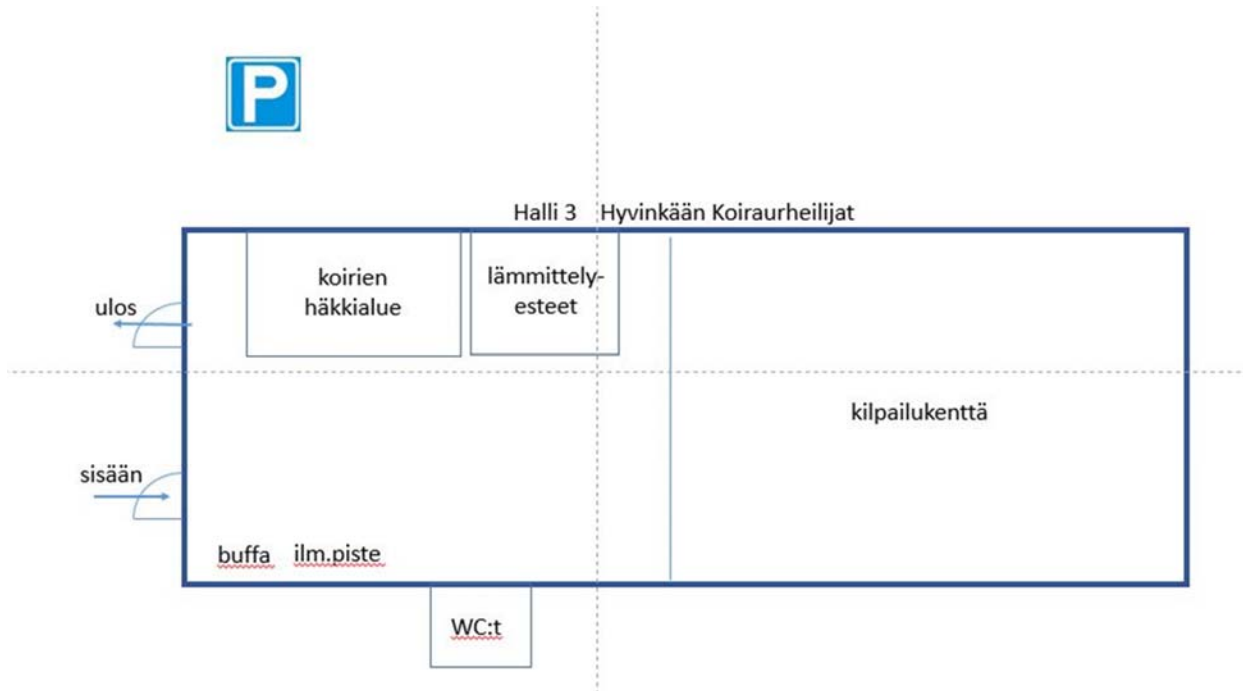 P
Halli 3 Hyvinkään Koiraurheilijat
koirien
häkkialue
lämmittely-
esteet
ulos
kilpailukenttä
sisään
buffa ilm.piste
WC:t